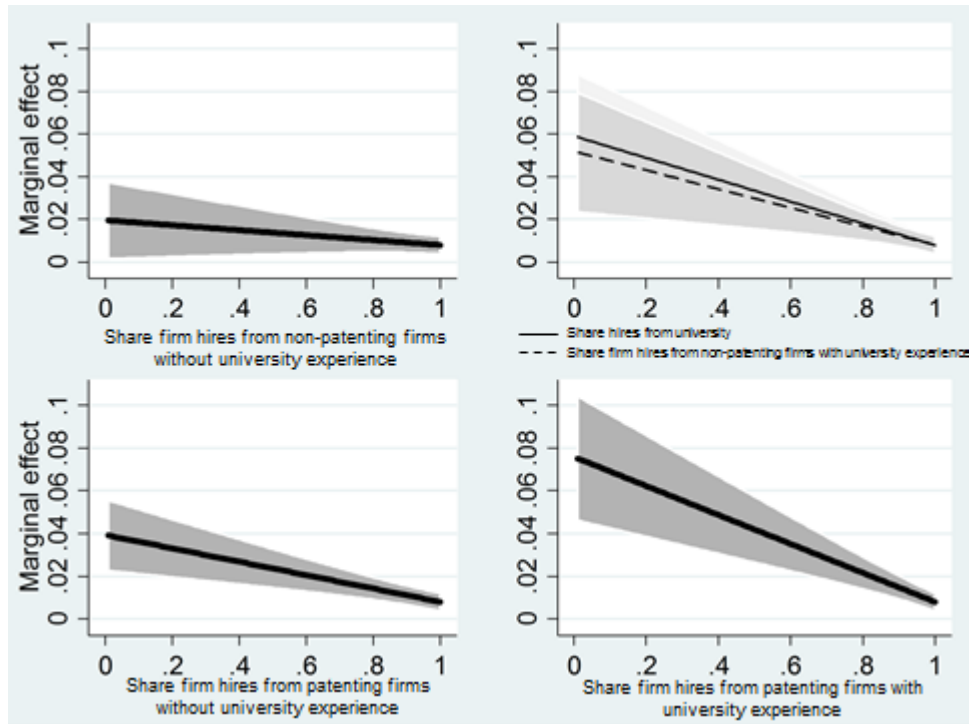 Marginal effect
.1
.08
.06
.04
.02
0
0 .2 .4 .6 .8 1
Share firm hires from non-patenting firms
without university experience
.1
.08
.06
.04
.02
0
0 .2 .4 .6 .8 1
Share hires from university
Share firm hires from non-patenting firms with university experience
Marginal effect
.1
.08
.06
.04
.02
0
0 .2 .4 .6 .8 1
Share firm hires from patenting firms
without university experience
.1
.08
.06
.04
.02
0
0 .2 .4 .6 .8 1
Share firm hires from patenting firms with
university experience